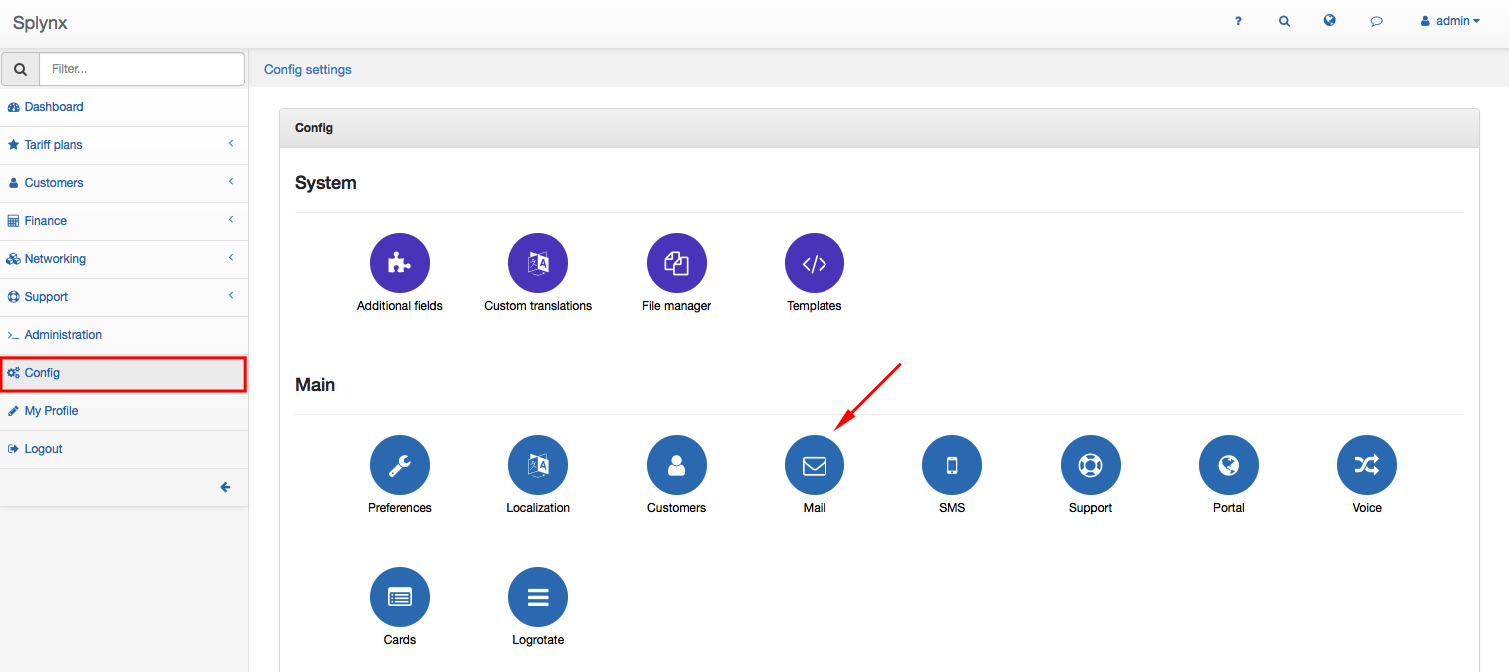 Splynx
? admin
Filter...
Config settings
Dashboard
Tariff plans
Customers
Finance
Networking
Support
Administration
Config
My Profile
Logout
Config
System
Additional fields
Custom translations
File manager
Templates
Main
Preferences
Localization
Customers
Mail
SMS
Support
Portal
Voice
Cards
Logrotate